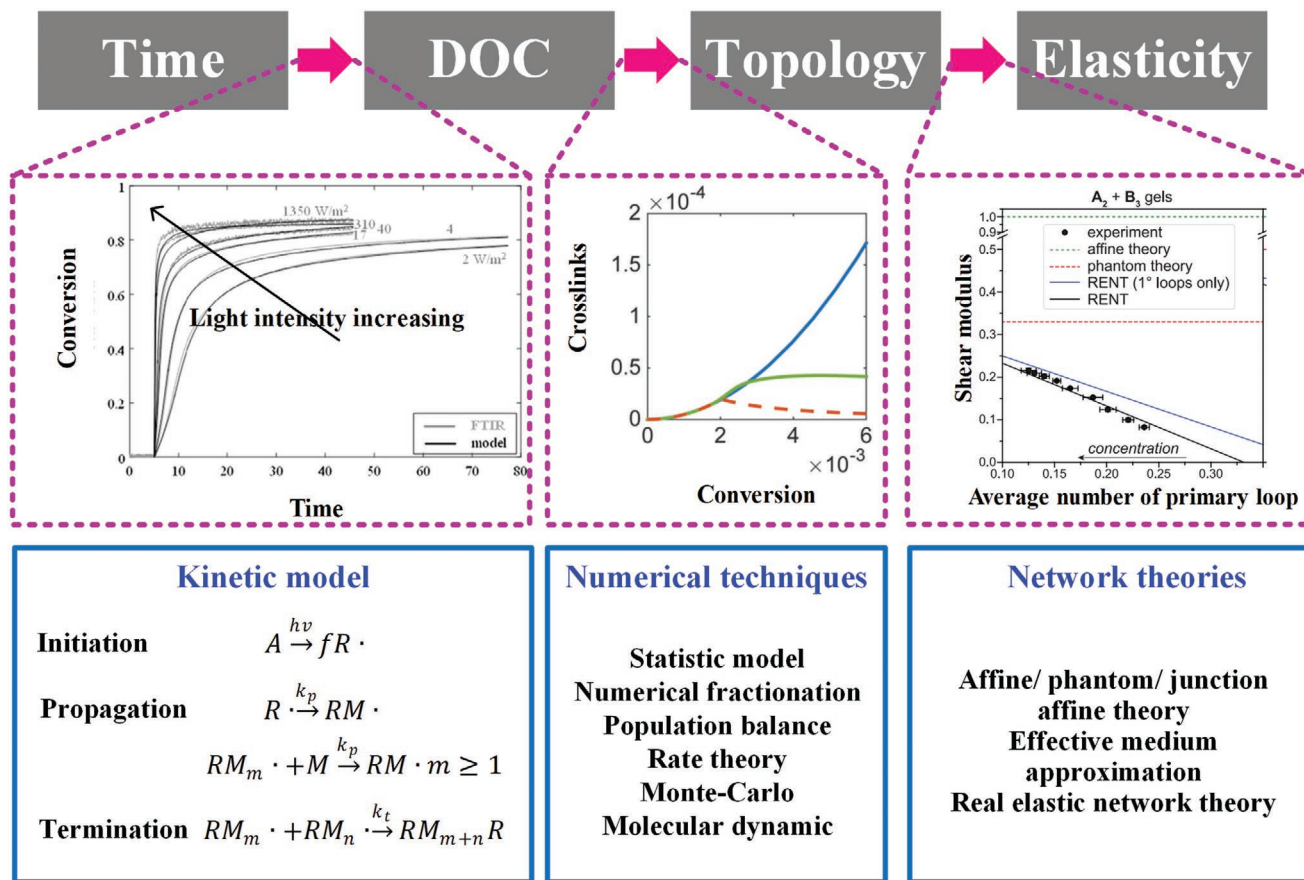 Time
DOC
Topology
Elasticity
Conversion
1
0.8
0.6
0.4
0.2
0
1350 W/m²
310
40
17
4
2 W/m²
Light intensity increasing
FTIR
model
0 10 20 30 40 50 60 70 80
Time
Crosslinks
×10⁻⁴
2
1.5
1
0.5
0
0 2 4 6
×10⁻³
Conversion
A₂ + B₃ gels
Shear modulus
1.0
0.9
0.5
0.4
0.3
0.2
0.1
0.0
experiment
affine theory
phantom theory
RENT (1° loops only)
RENT
concentration
0.10 0.15 0.20 0.25 0.30
Average number of primary loop
Kinetic model
Initiation A hv→ fR ·
Propagation R · kₚ→ RM ·
RMₘ · +M kₚ→ RM · m ≥ 1
Termination RMₘ · +RMₙ · kₜ→ RMₘ₊ₙR
Numerical techniques
Statistic model
Numerical fractionation
Population balance
Rate theory
Monte-Carlo
Molecular dynamic
Network theories
Affine/ phantom/ junction
affine theory
Effective medium
approximation
Real elastic network theory